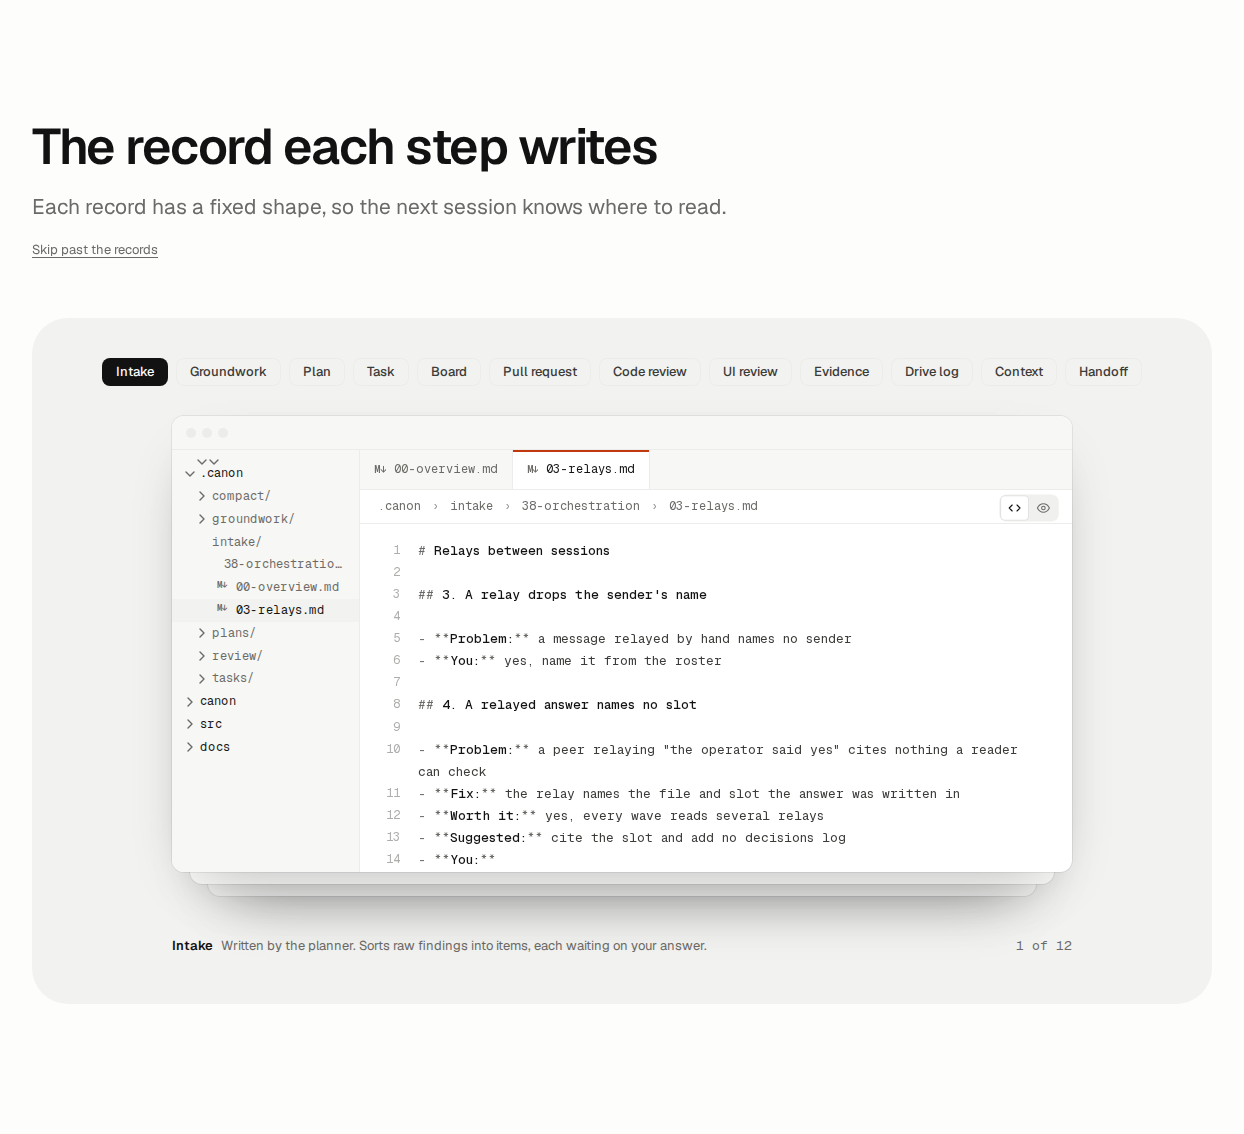 The record each step writes
Each record has a fixed shape, so the next session knows where to read.
Skip past the records
Intake Groundwork Plan Task Board Pull request Code review UI review Evidence Drive log Context Handoff
.canon
compact/
groundwork/
intake/
38-orchestratio…
M↓ 00-overview.md
M↓ 03-relays.md
plans/
review/
tasks/
canon
src
docs
M↓ 00-overview.md M↓ 03-relays.md
.canon › intake › 38-orchestration › 03-relays.md
1 # Relays between sessions
2
3 ## 3. A relay drops the sender's name
4
5 - **Problem:** a message relayed by hand names no sender
6 - **You:** yes, name it from the roster
7
8 ## 4. A relayed answer names no slot
9
10 - **Problem:** a peer relaying "the operator said yes" cites nothing a reader
can check
11 - **Fix:** the relay names the file and slot the answer was written in
12 - **Worth it:** yes, every wave reads several relays
13 - **Suggested:** cite the slot and add no decisions log
14 - **You:**
Intake Written by the planner. Sorts raw findings into items, each waiting on your answer.
1 of 12